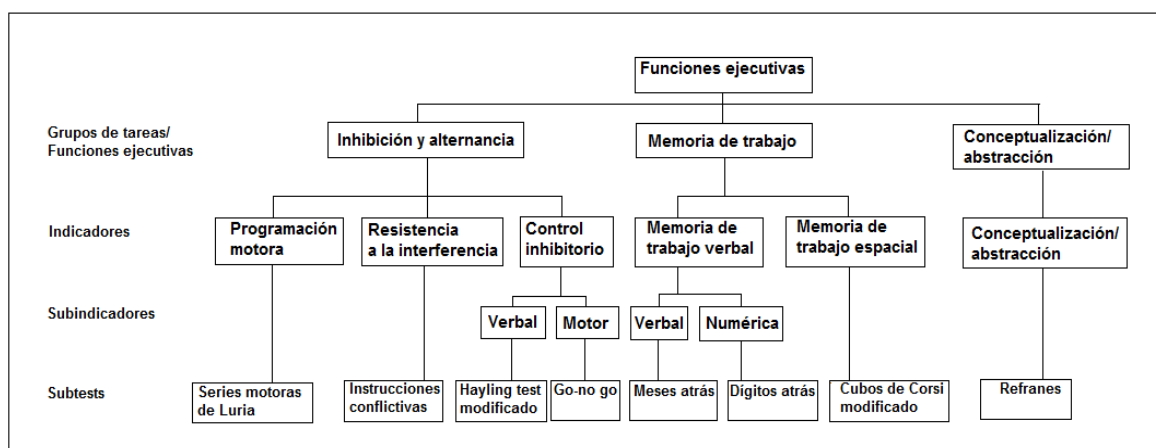 Funciones ejecutivas
Grupos de tareas/
Funciones ejecutivas
Inhibición y alternancia
Memoria de trabajo
Conceptualización/
abstracción
Indicadores
Programación
motora
Resistencia
a la interferencia
Control
inhibitorio
Memoria de
trabajo verbal
Memoria de
trabajo espacial
Conceptualización/
abstracción
Subindicadores
Verbal
Motor
Verbal
Numérica
Subtests
Series motoras
de Luria
Instrucciones
conflictivas
Hayling test
modificado
Go-no go
Meses atrás
Dígitos atrás
Cubos de Corsi
modificado
Refranes